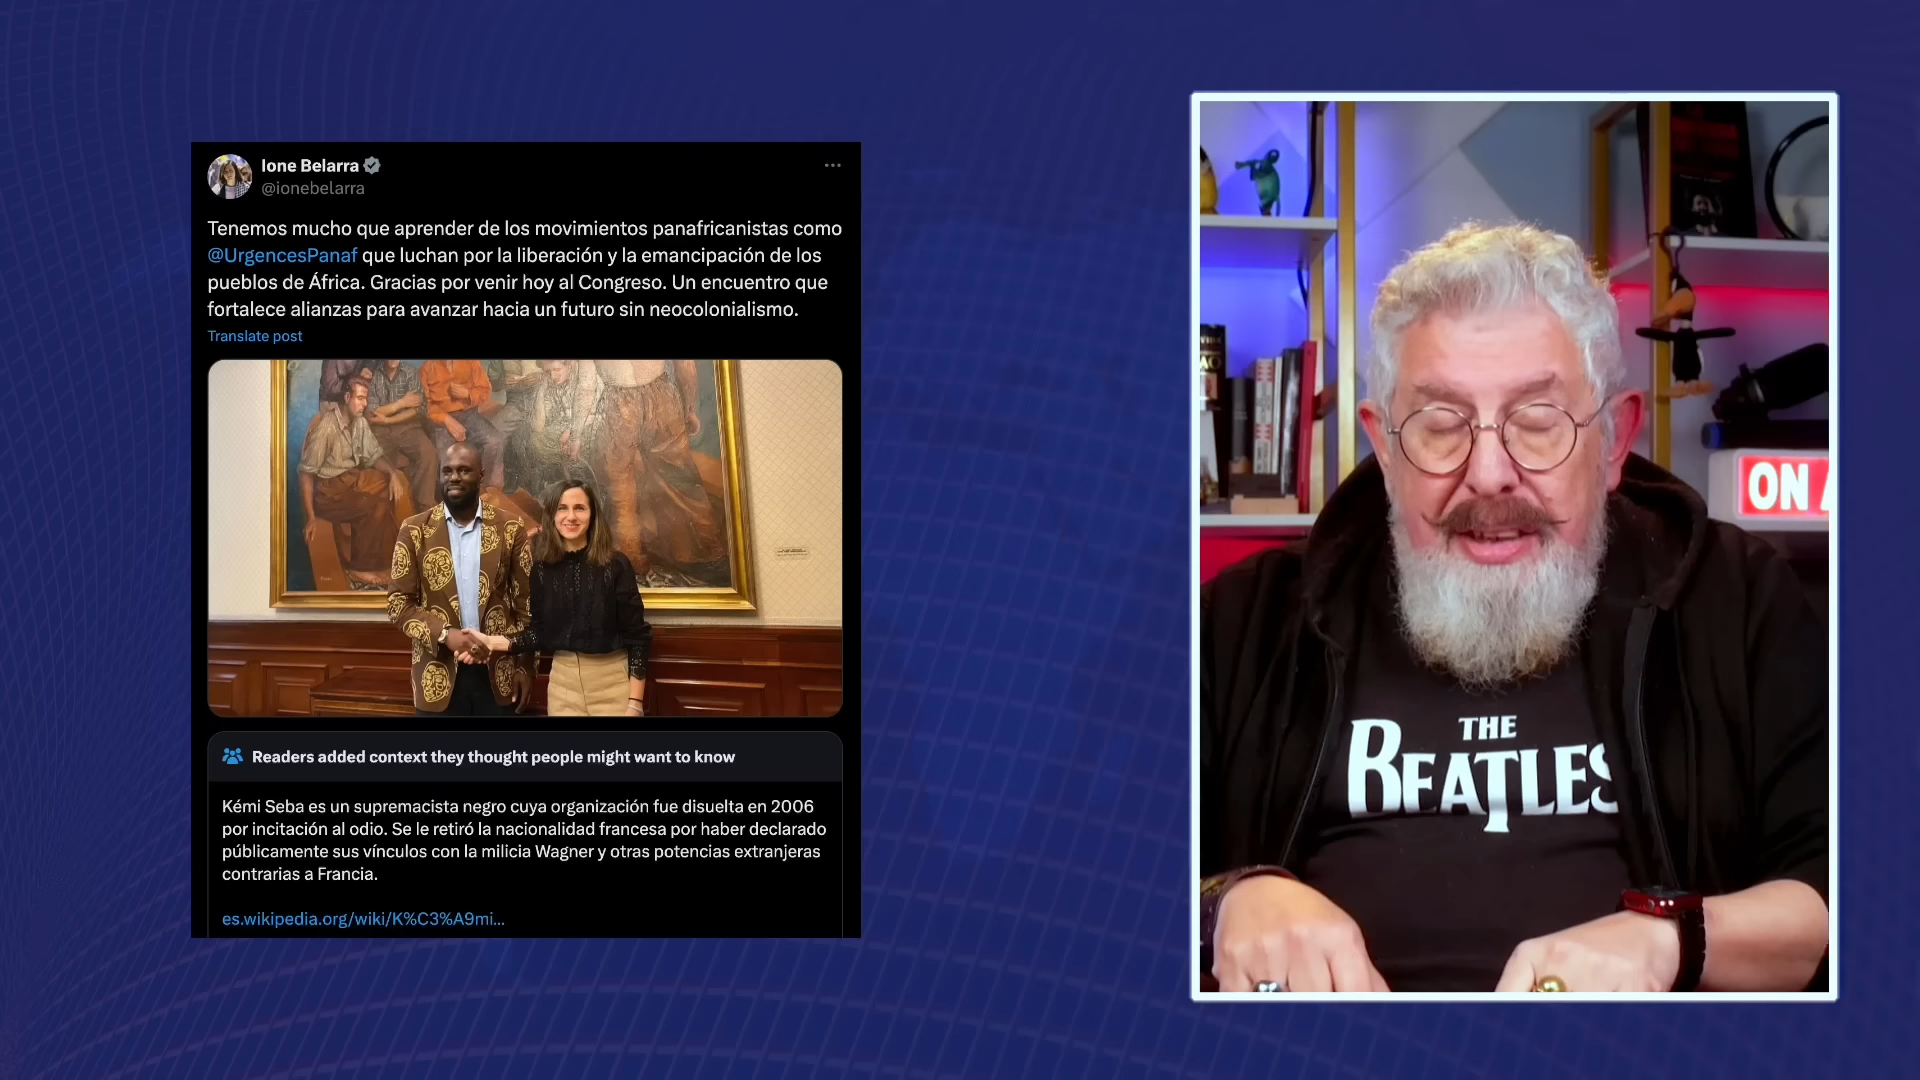 Ione Belarra
@ionebelarra
Tenemos mucho que aprender de los movimientos panafricanistas como
@UrgencesPanaf que luchan por la liberación y la emancipación de los
pueblos de África. Gracias por venir hoy al Congreso. Un encuentro que
fortalece alianzas para avanzar hacia un futuro sin neocolonialismo.
Translate post
Readers added context they thought people might want to know
Kémi Seba es un supremacista negro cuya organización fue disuelta en 2006
por incitación al odio. Se le retiró la nacionalidad francesa por haber declarado
públicamente sus vínculos con la milicia Wagner y otras potencias extranjeras
contrarias a Francia.
es.wikipedia.org/wiki/K%C3%A9mi...
ON A
THE
BEATLES